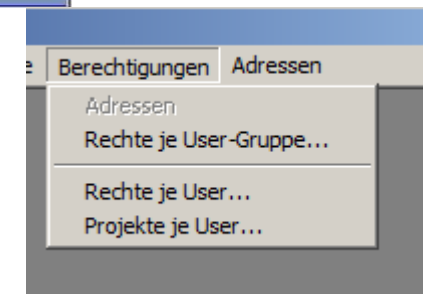 e Berechtigungen Adressen
Adressen
Rechte je User-Gruppe...
Rechte je User...
Projekte je User...